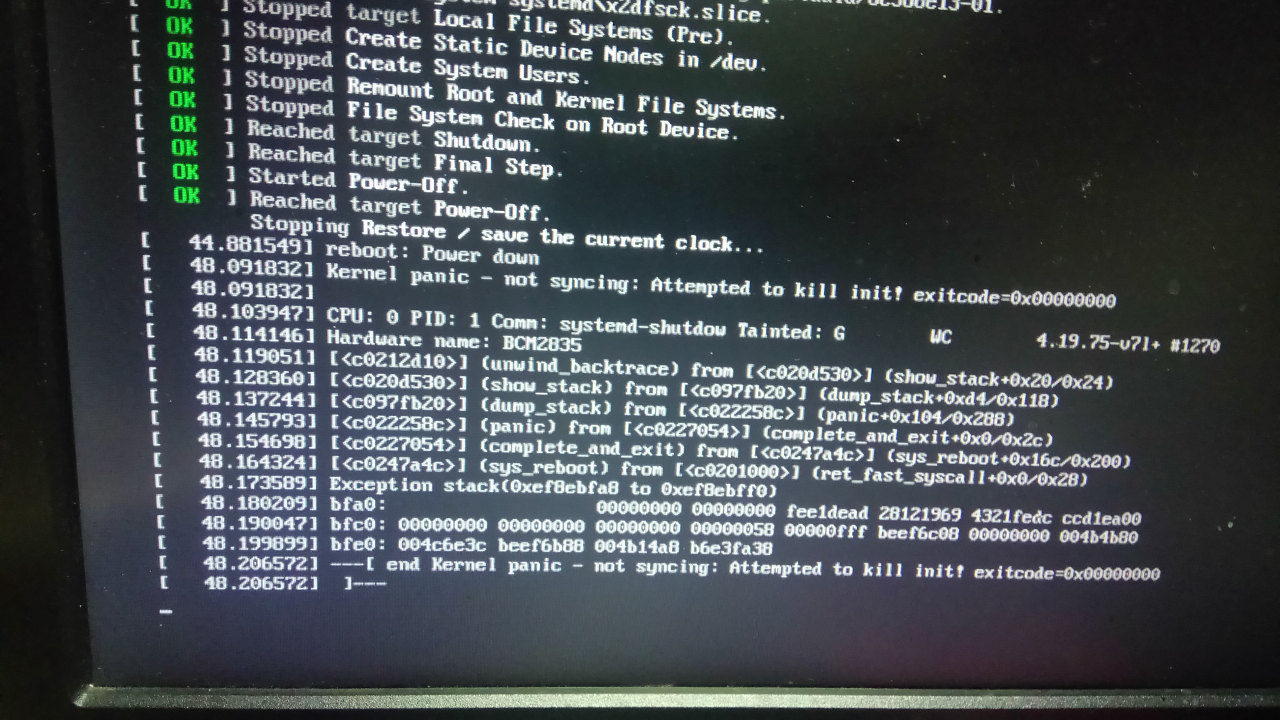 systemd\x2dfsck.slice.
[  OK  ] Stopped target Local File Systems (Pre).
[  OK  ] Stopped Create Static Device Nodes in /dev.
[  OK  ] Stopped Create System Users.
[  OK  ] Stopped Remount Root and Kernel File Systems.
[  OK  ] Stopped File System Check on Root Device.
[  OK  ] Reached target Shutdown.
[  OK  ] Reached target Final Step.
[  OK  ] Started Power-Off.
[  OK  ] Reached target Power-Off.
Stopping Restore / save the current clock...
[   44.881549] reboot: Power down
[   48.091832] Kernel panic - not syncing: Attempted to kill init! exitcode=0x00000000
[   48.091832]
[   48.103947] CPU: 0 PID: 1 Comm: systemd-shutdow Tainted: G        WC        4.19.75-v7l+ #1270
[   48.114146] Hardware name: BCM2835
[   48.119051] [<c0212d10>] (unwind_backtrace) from [<c020d530>] (show_stack+0x20/0x24)
[   48.128360] [<c020d530>] (show_stack) from [<c097fb20>] (dump_stack+0xd4/0x118)
[   48.137244] [<c097fb20>] (dump_stack) from [<c022258c>] (panic+0x104/0x288)
[   48.145793] [<c022258c>] (panic) from [<c0227054>] (complete_and_exit+0x0/0x2c)
[   48.154698] [<c0227054>] (complete_and_exit) from [<c0247a4c>] (sys_reboot+0x16c/0x200)
[   48.164324] [<c0247a4c>] (sys_reboot) from [<c0201000>] (ret_fast_syscall+0x0/0x28)
[   48.173589] Exception stack(0xef8ebfa8 to 0xef8ebff0)
[   48.180209] bfa0:                   00000000 00000000 fee1dead 28121969 4321fedc ccd1ea00
[   48.190047] bfc0: 00000000 00000000 00000000 00000058 00000fff beef6c08 00000000 004b4b80
[   48.199899] bfe0: 004c6e3c beef6b88 004b14a8 b6e3fa38
[   48.206572] ---[ end Kernel panic - not syncing: Attempted to kill init! exitcode=0x00000000
[   48.206572]  ]---